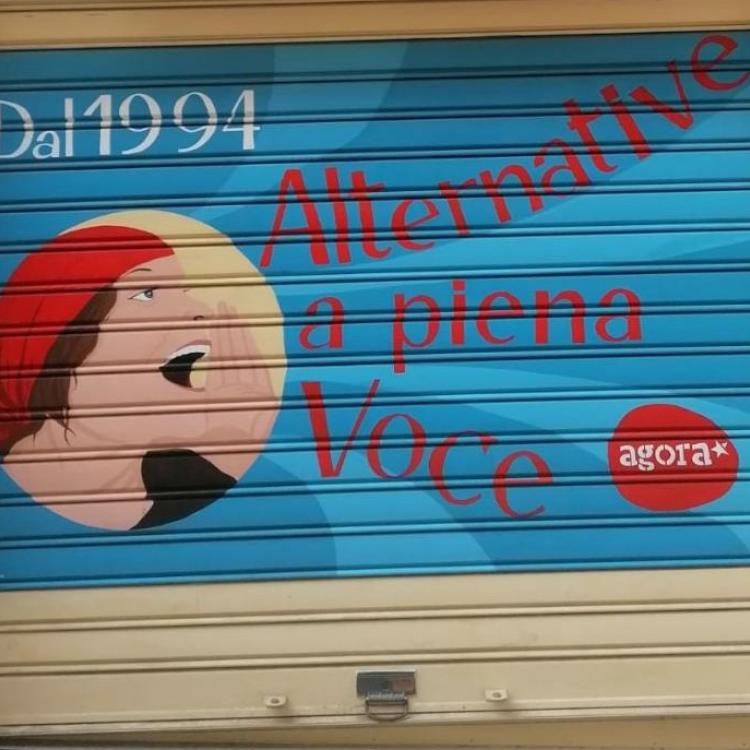 Dal 1994
Alternative
a piena
Voce
agora*